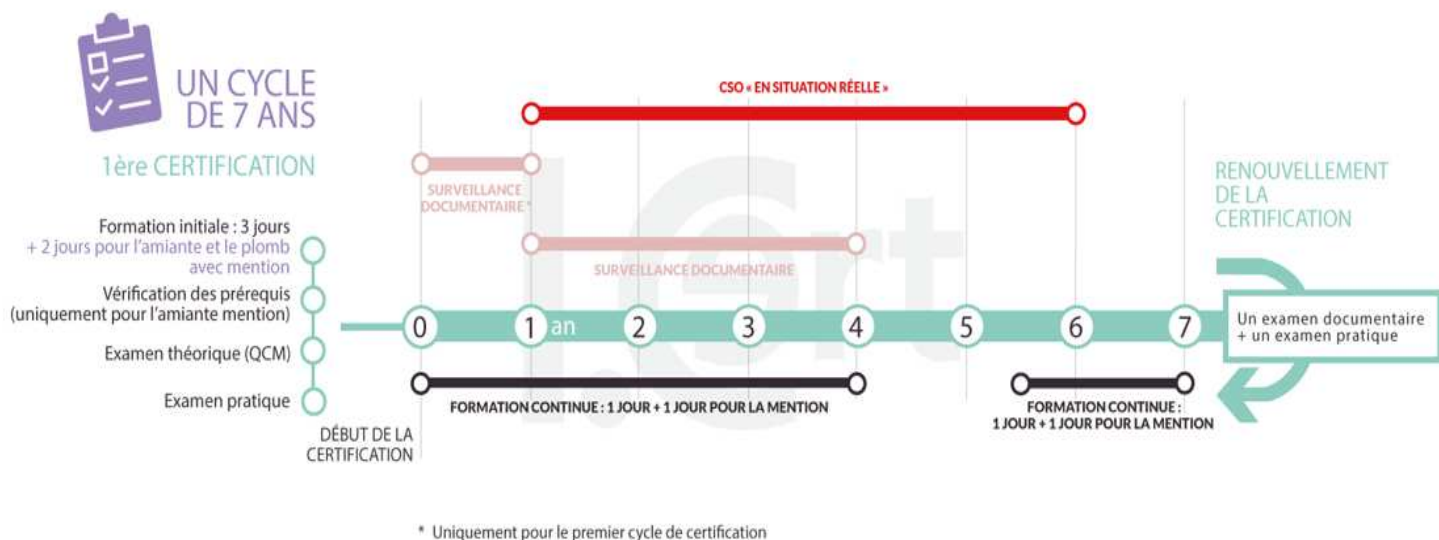 UN CYCLE
DE 7 ANS
1ère CERTIFICATION
Formation initiale : 3 jours
+ 2 jours pour l'amiante et le plomb
avec mention
Vérification des prérequis
(uniquement pour l'amiante mention)
Examen théorique (QCM)
Examen pratique
DÉBUT DE LA
CERTIFICATION
CSO « EN SITUATION RÉELLE »
SURVEILLANCE
DOCUMENTAIRE *
SURVEILLANCE DOCUMENTAIRE
I.Cert
0 1 an 2 3 4 5 6 7
FORMATION CONTINUE : 1 JOUR + 1 JOUR POUR LA MENTION
FORMATION CONTINUE :
1 JOUR + 1 JOUR POUR LA MENTION
RENOUVELLEMENT
DE LA
CERTIFICATION
Un examen documentaire
+ un examen pratique
* Uniquement pour le premier cycle de certification